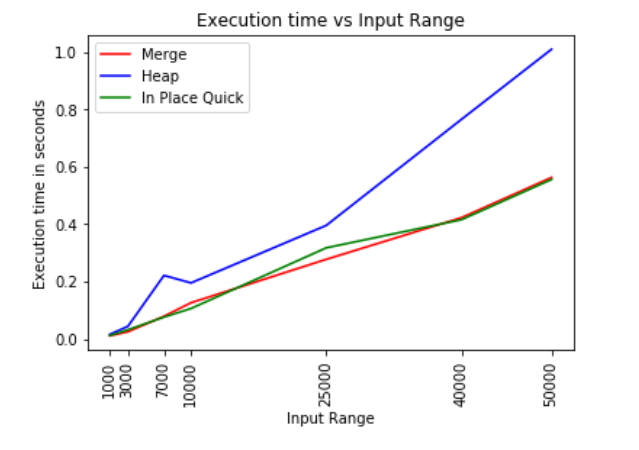 Execution time vs Input Range
Merge
Heap
In Place Quick
Execution time in seconds
1.0
0.8
0.6
0.4
0.2
0.0
1000
3000
7000
10000
25000
40000
50000
Input Range